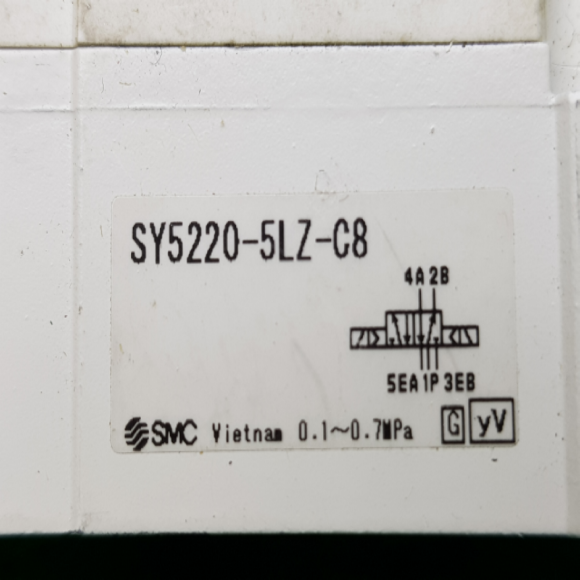 SY5220-5LZ-C8
4A 2B
5EA 1P 3EB
SMC Vietnam 0.1~0.7MPa G yV